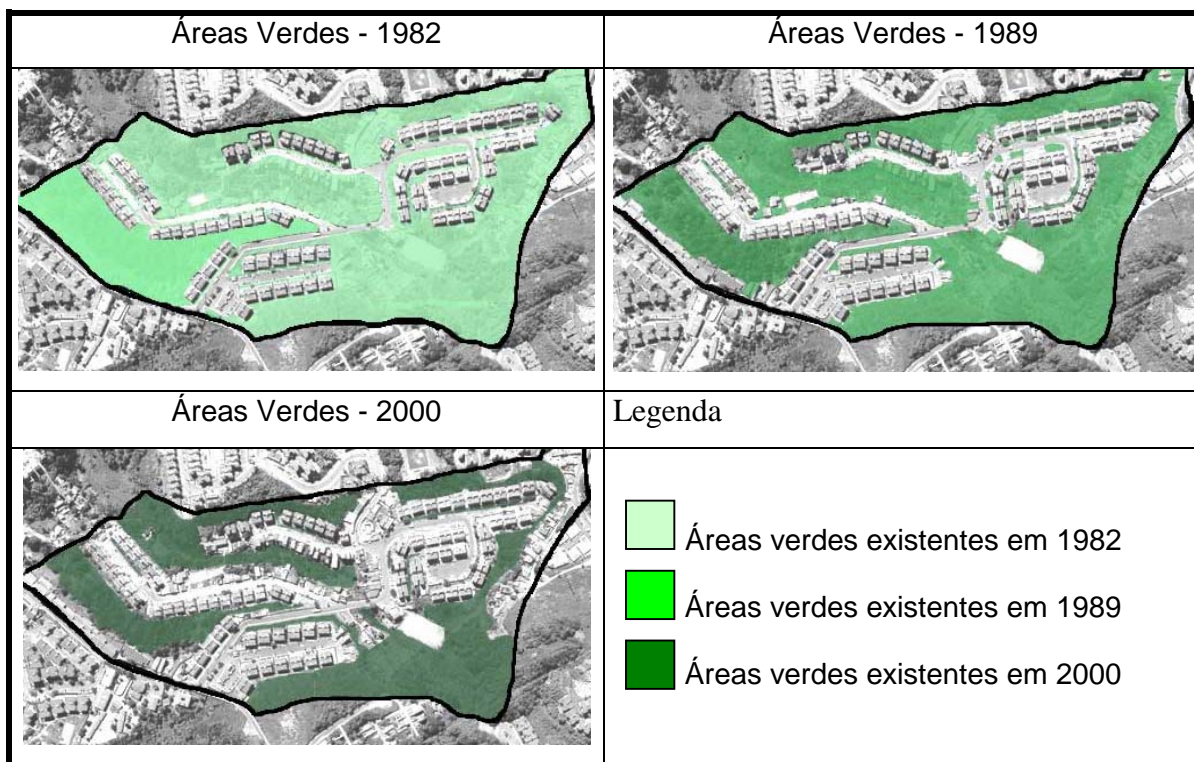 Áreas Verdes - 1982
Áreas Verdes - 1989
Áreas Verdes - 2000
Legenda
Áreas verdes existentes em 1982
Áreas verdes existentes em 1989
Áreas verdes existentes em 2000